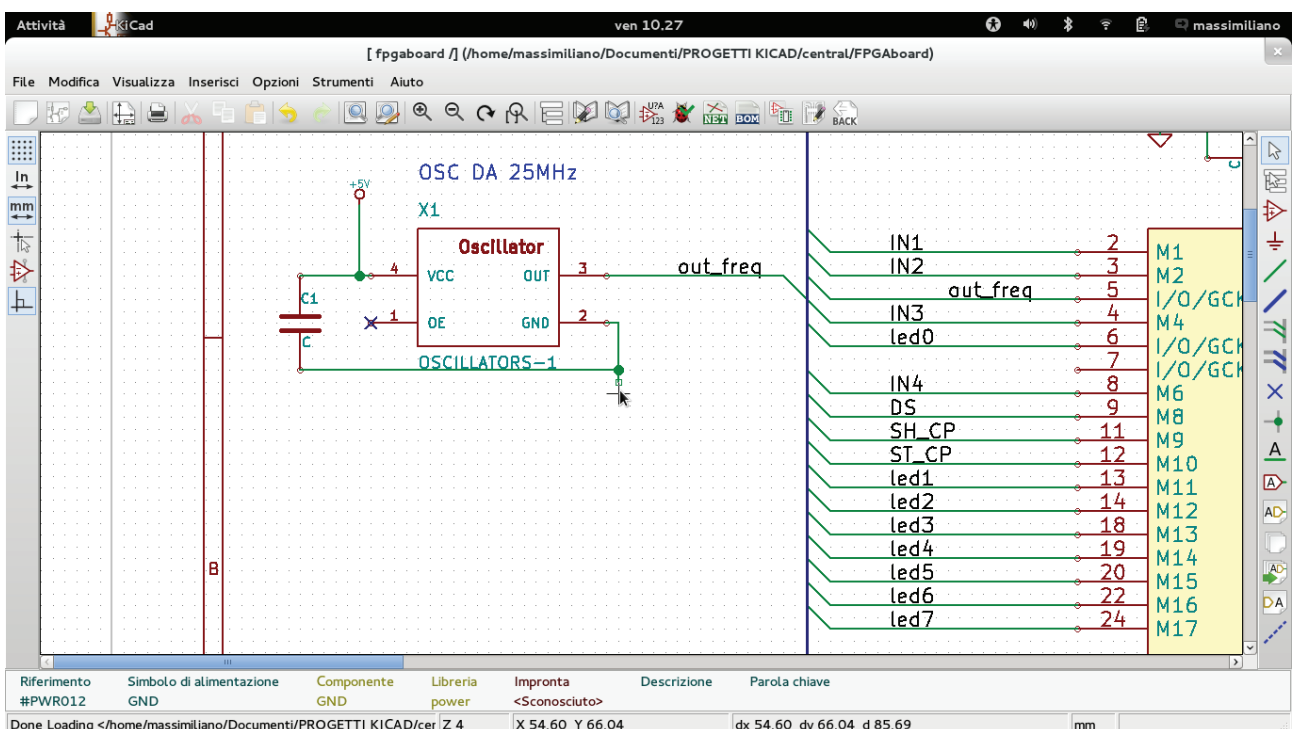 Attività KiCad ven 10.27 massimiliano
[ fpgaboard /] (/home/massimiliano/Documenti/PROGETTI KICAD/central/FPGAboard)
File Modifica Visualizza Inserisci Opzioni Strumenti Aiuto
U?A
123
NET
BOM
BACK
In
mm
OSC DA 25MHz
+5V
X1
Oscillator
4 VCC OUT 3 out_freq
C1
1 OE GND 2
C
OSCILLATORS-1
B
C
IN1 2 M1
IN2 3 M2
out_freq 5 I/O/GCK
IN3 4 M4
led0 6 I/O/GCK
7 I/O/GCK
IN4 8 M6
DS 9 M8
SH_CP 11 M9
ST_CP 12 M10
led1 13 M11
led2 14 M12
led3 18 M13
led4 19 M14
led5 20 M15
led6 22 M16
led7 24 M17
A
A
AD
AD
DA
Riferimento Simbolo di alimentazione Componente Libreria Impronta Descrizione Parola chiave
#PWR012 GND GND power <Sconosciuto>
Done Loading </home/massimiliano/Documenti/PROGETTI KICAD/cer Z 4 X 54,60 Y 66,04 dx 54,60 dy 66,04 d 85,69 mm